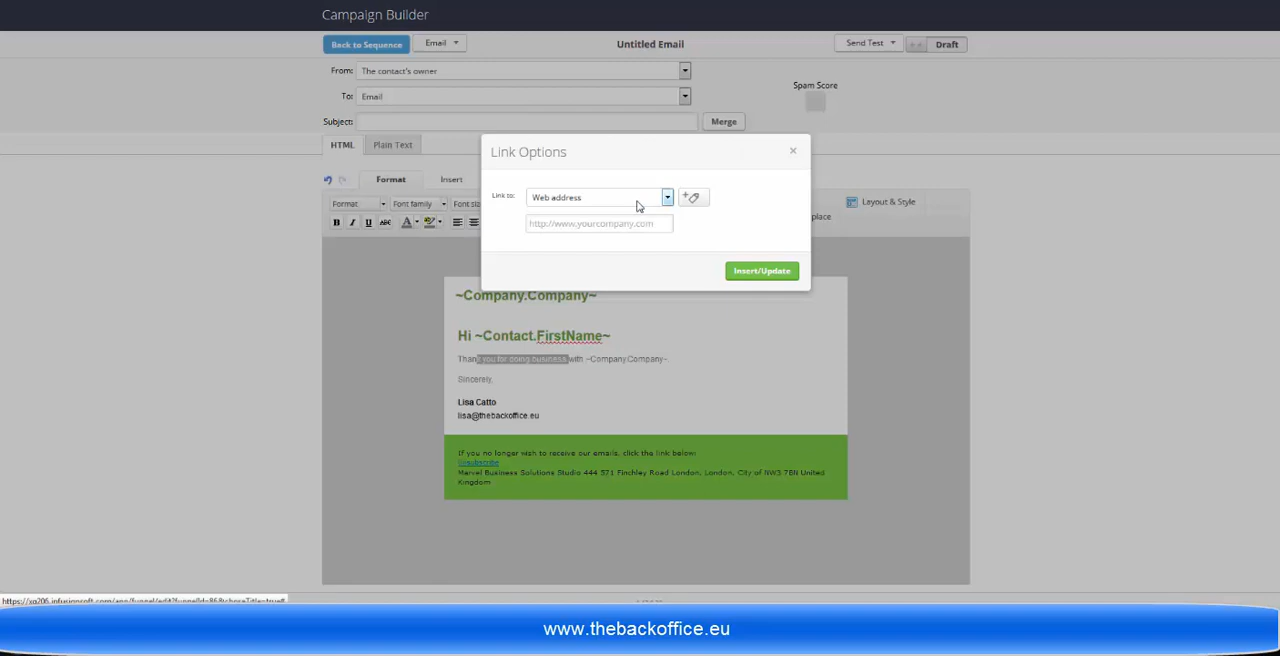 Campaign Builder
Back to Sequence
Email
Untitled Email
Send Test
Draft
From:
The contact's owner
To:
Email
Spam Score
Subject:
Merge
HTML
Plain Text
Link Options
×
Format
Insert
Link to:
Web address
http://www.yourcompany.com
Insert/Update
Format
Font family
Font size
Layout & Style
place
B I U ABC A
~Company.Company~
Hi ~Contact.FirstName~
Thank you for doing business with ~Company.Company~.
Sincerely,
Lisa Catto
lisa@thebackoffice.eu
If you no longer wish to receive our emails, click the link below:
Unsubscribe
Marvel Business Solutions Studio 444 571 Finchley Road London, London, City of NW3 7BN United
Kingdom
www.thebackoffice.eu